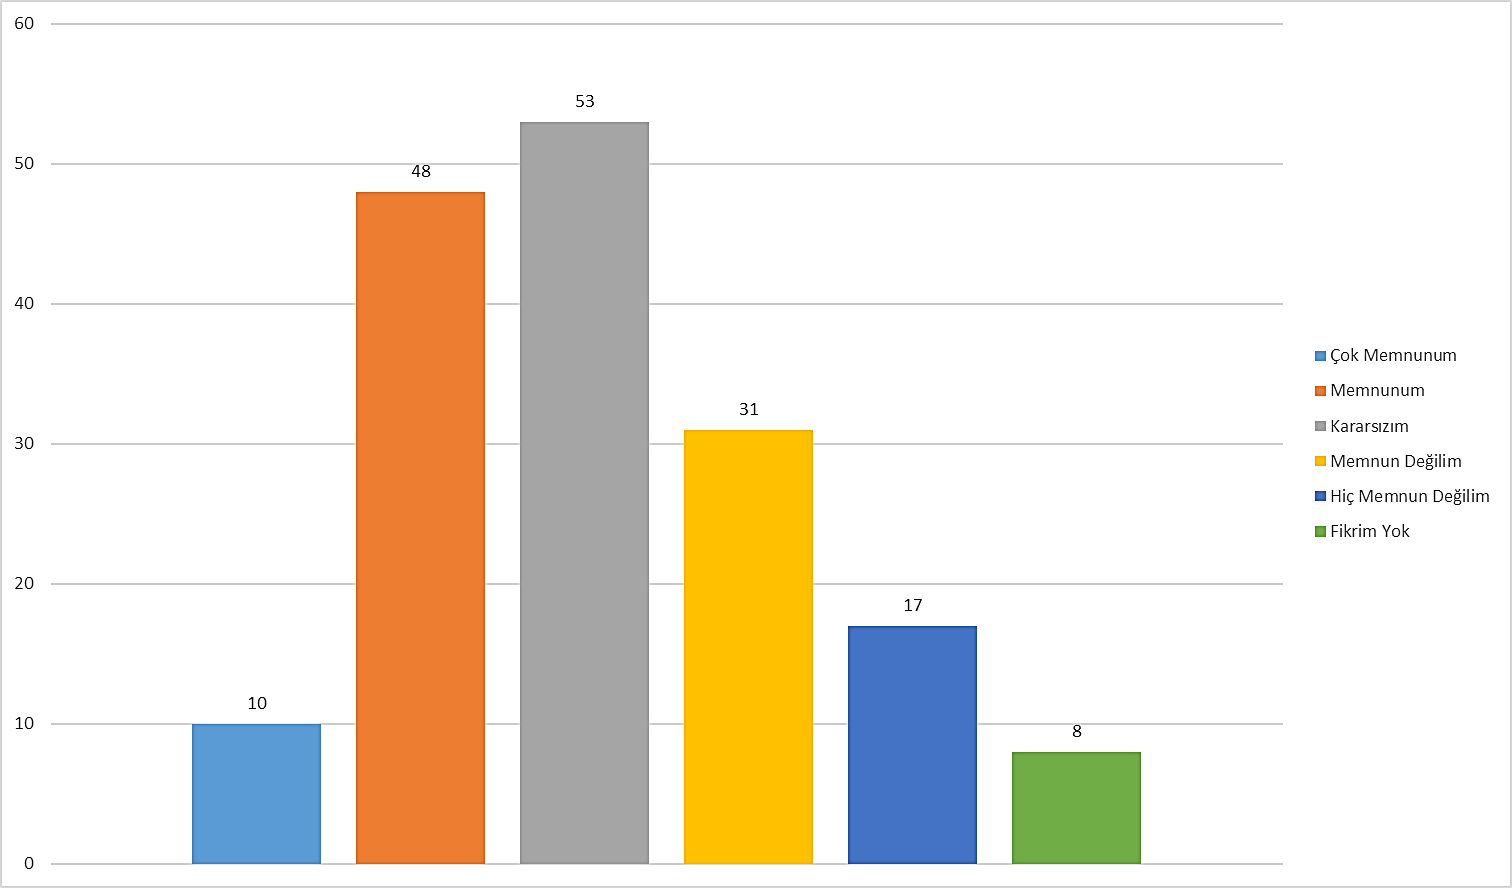 60
50
40
30
20
10
0
10
48
53
31
17
8
Çok Memnunum
Memnunum
Kararsızım
Memnun Değilim
Hiç Memnun Değilim
Fikrim Yok